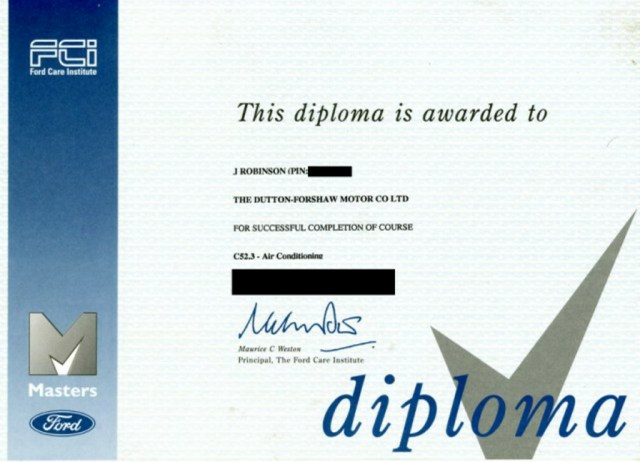 FCi
Ford Care Institute
This diploma is awarded to
J ROBINSON (PIN:
THE DUTTON-FORSHAW MOTOR CO LTD
FOR SUCCESSFUL COMPLETION OF COURSE
C52.3 - Air Conditioning
Maurice C Weston
Principal, The Ford Care Institute
Masters
Ford
diploma